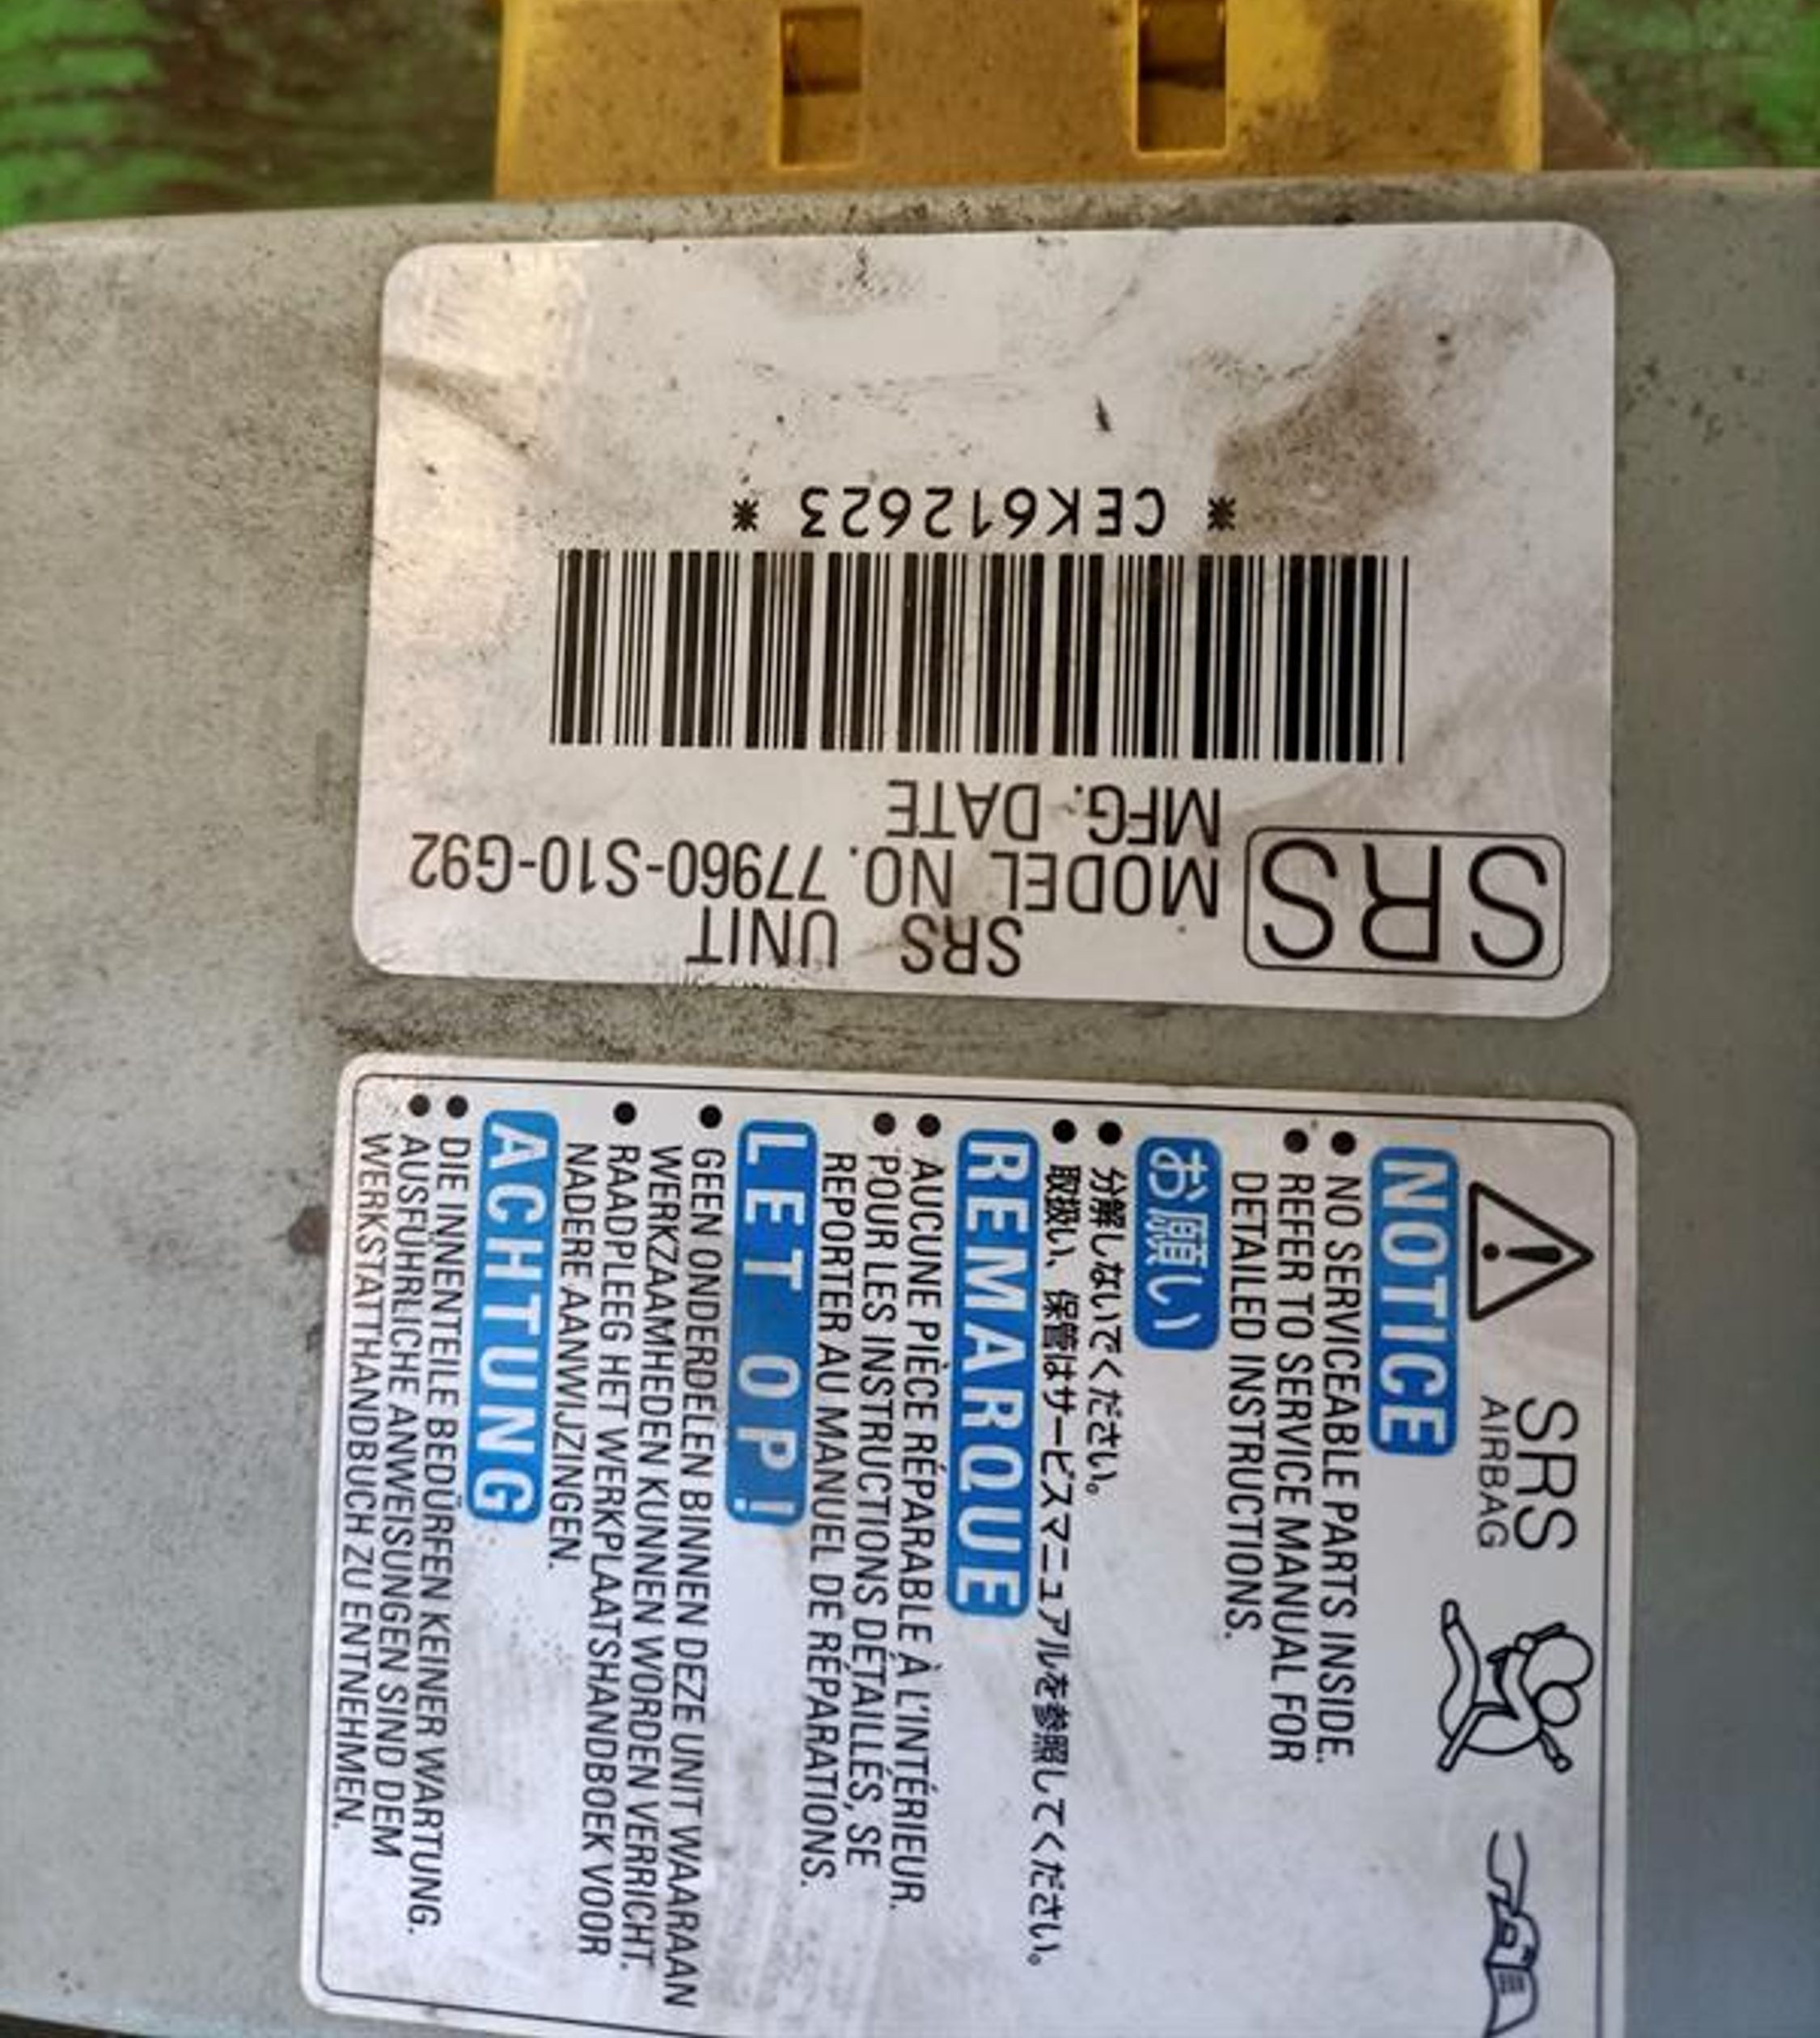 SRS
SRS UNIT
MODEL NO. 77960-S10-G92
MFG. DATE
* CEK612623 *
SRS
AIRBAG
NOTICE
● NO SERVICEABLE PARTS INSIDE.
● REFER TO SERVICE MANUAL FOR
DETAILED INSTRUCTIONS.
お願い
● 分解しないでください。
● 取扱い、保管はサービスマニュアルを参照してください。
REMARQUE
● AUCUNE PIÈCE RÉPARABLE À L'INTÉRIEUR.
● POUR LES INSTRUCTIONS DÉTAILLÉS, SE
REPORTER AU MANUEL DE RÉPARATIONS.
LET OP!
● GEEN ONDERDELEN BINNEN DEZE UNIT WAARAAN
WERKZAAMHEDEN KUNNEN WORDEN VERRICHT.
● RAADPLEEG HET WERKPLAATSHANDBOEK VOOR
NADERE AANWIJZINGEN.
ACHTUNG
● DIE INNENTEILE BEDÜRFEN KEINER WARTUNG.
● AUSFÜHRLICHE ANWEISUNGEN SIND DEM
WERKSTATTHANDBUCH ZU ENTNEHMEN.